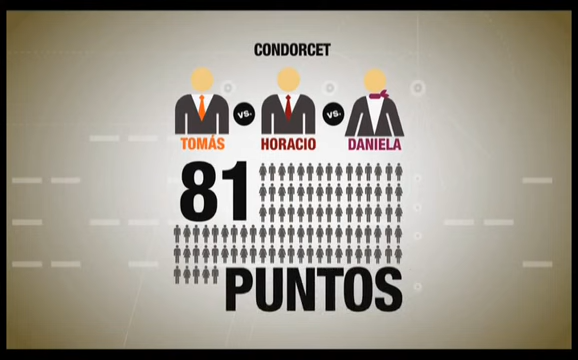 CONDORCET
vs. vs.
TOMÁS HORACIO DANIELA
81
PUNTOS